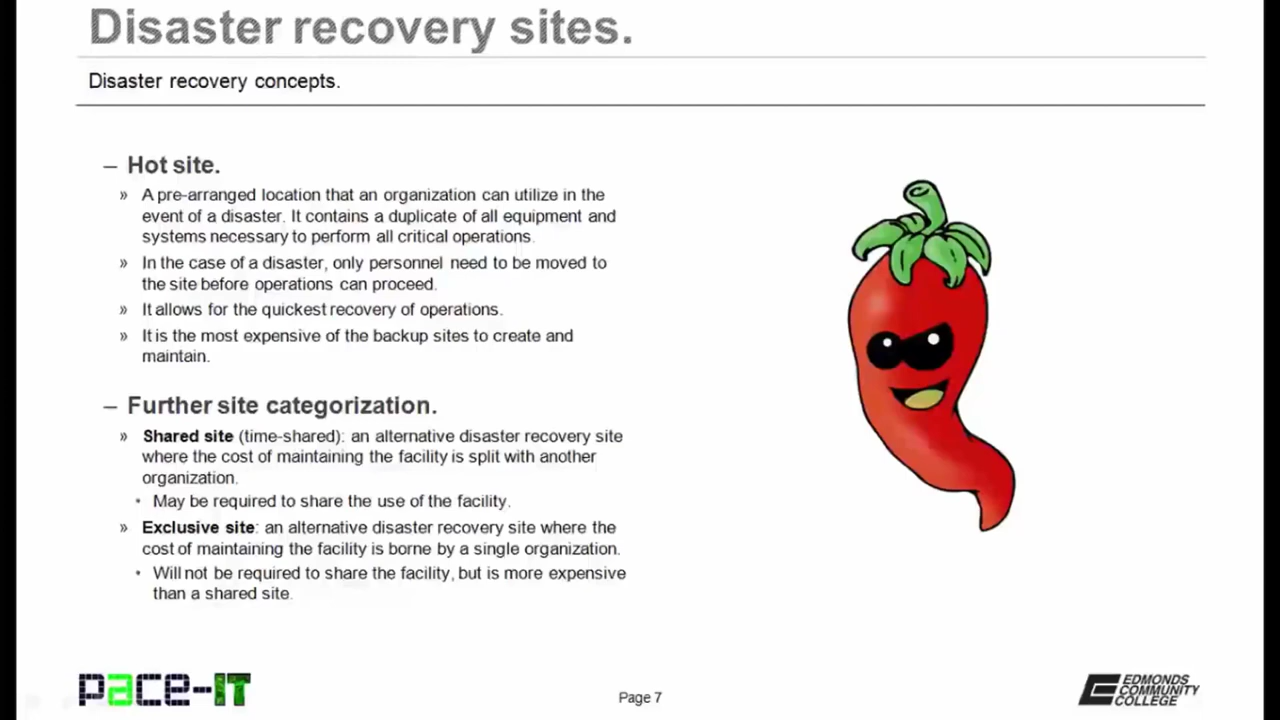 Disaster recovery sites.
Disaster recovery concepts.
– Hot site.
» A pre-arranged location that an organization can utilize in the
event of a disaster. It contains a duplicate of all equipment and
systems necessary to perform all critical operations.
» In the case of a disaster, only personnel need to be moved to
the site before operations can proceed.
» It allows for the quickest recovery of operations.
» It is the most expensive of the backup sites to create and
maintain.
– Further site categorization.
» Shared site (time-shared): an alternative disaster recovery site
where the cost of maintaining the facility is split with another
organization.
• May be required to share the use of the facility.
» Exclusive site: an alternative disaster recovery site where the
cost of maintaining the facility is borne by a single organization.
• Will not be required to share the facility, but is more expensive
than a shared site.
pace-IT
Page 7
EDMONDS
COMMUNITY
COLLEGE